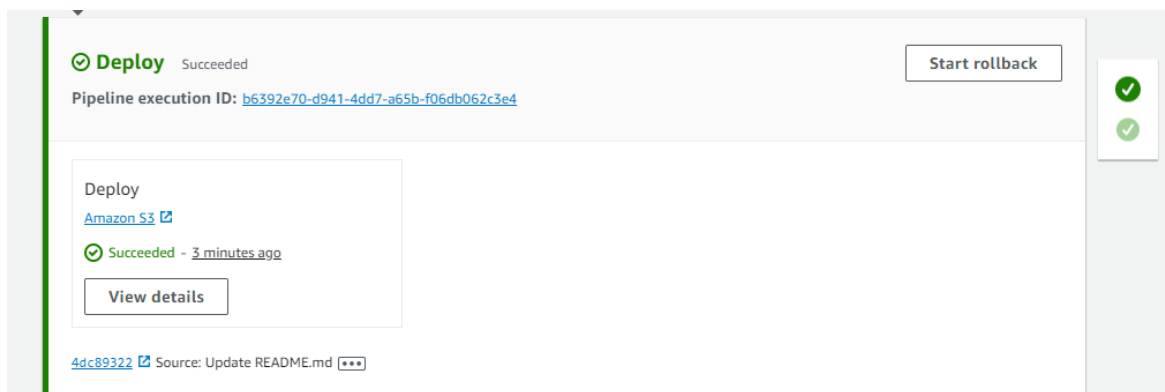 Deploy Succeeded
Start rollback
Pipeline execution ID: b6392e70-d941-4dd7-a65b-f06db062c3e4
Deploy
Amazon S3
Succeeded - 3 minutes ago
View details
4dc89322 Source: Update README.md